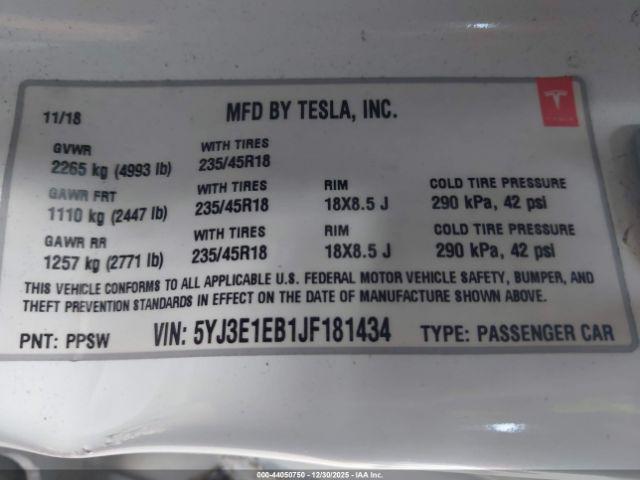 11/18 MFD BY TESLA, INC.
TESLA
GVWR WITH TIRES
2265 kg (4993 lb) 235/45R18
GAWR FRT WITH TIRES RIM COLD TIRE PRESSURE
1110 kg (2447 lb) 235/45R18 18X8.5 J 290 kPa, 42 psi
GAWR RR WITH TIRES RIM COLD TIRE PRESSURE
1257 kg (2771 lb) 235/45R18 18X8.5 J 290 kPa, 42 psi
THIS VEHICLE CONFORMS TO ALL APPLICABLE U.S. FEDERAL MOTOR VEHICLE SAFETY, BUMPER, AND
THEFT PREVENTION STANDARDS IN EFFECT ON THE DATE OF MANUFACTURE SHOWN ABOVE.
PNT: PPSW VIN: 5YJ3E1EB1JF181434 TYPE: PASSENGER CAR
000-44050750 - 12/30/2025 - IAAI.COM